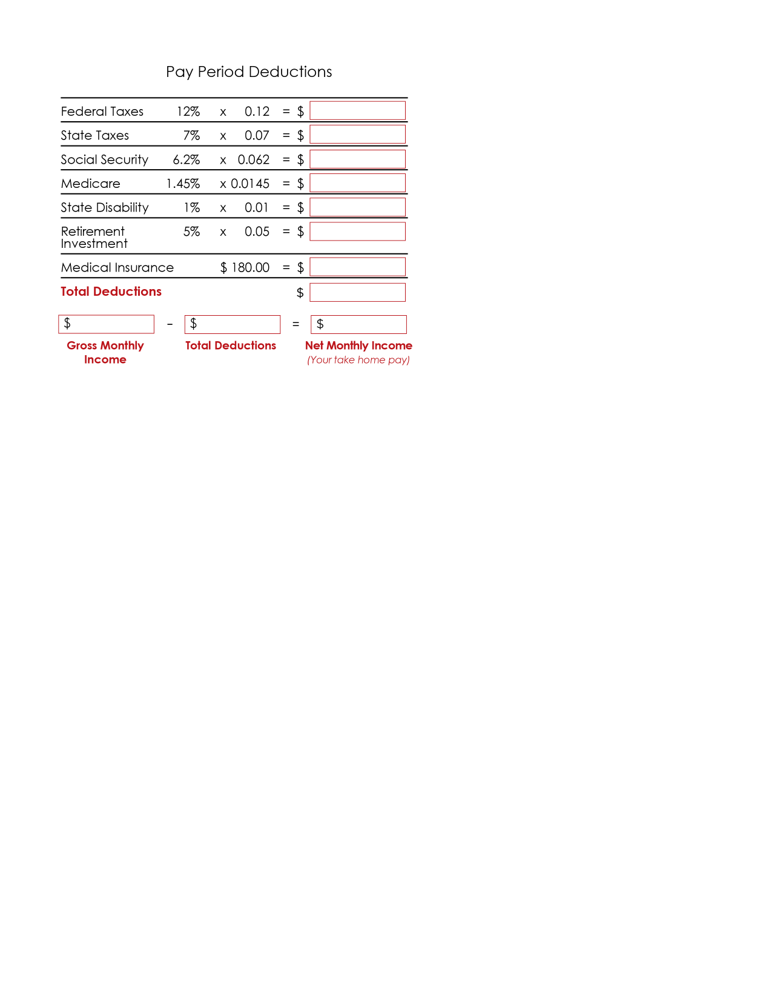 Pay Period Deductions
Federal Taxes 12% x 0.12 = $
State Taxes 7% x 0.07 = $
Social Security 6.2% x 0.062 = $
Medicare 1.45% x 0.0145 = $
State Disability 1% x 0.01 = $
Retirement 5% x 0.05 = $
Investment
Medical Insurance $ 180.00 = $
Total Deductions $
$ - $ = $
Gross Monthly Total Deductions Net Monthly Income
Income (Your take home pay)